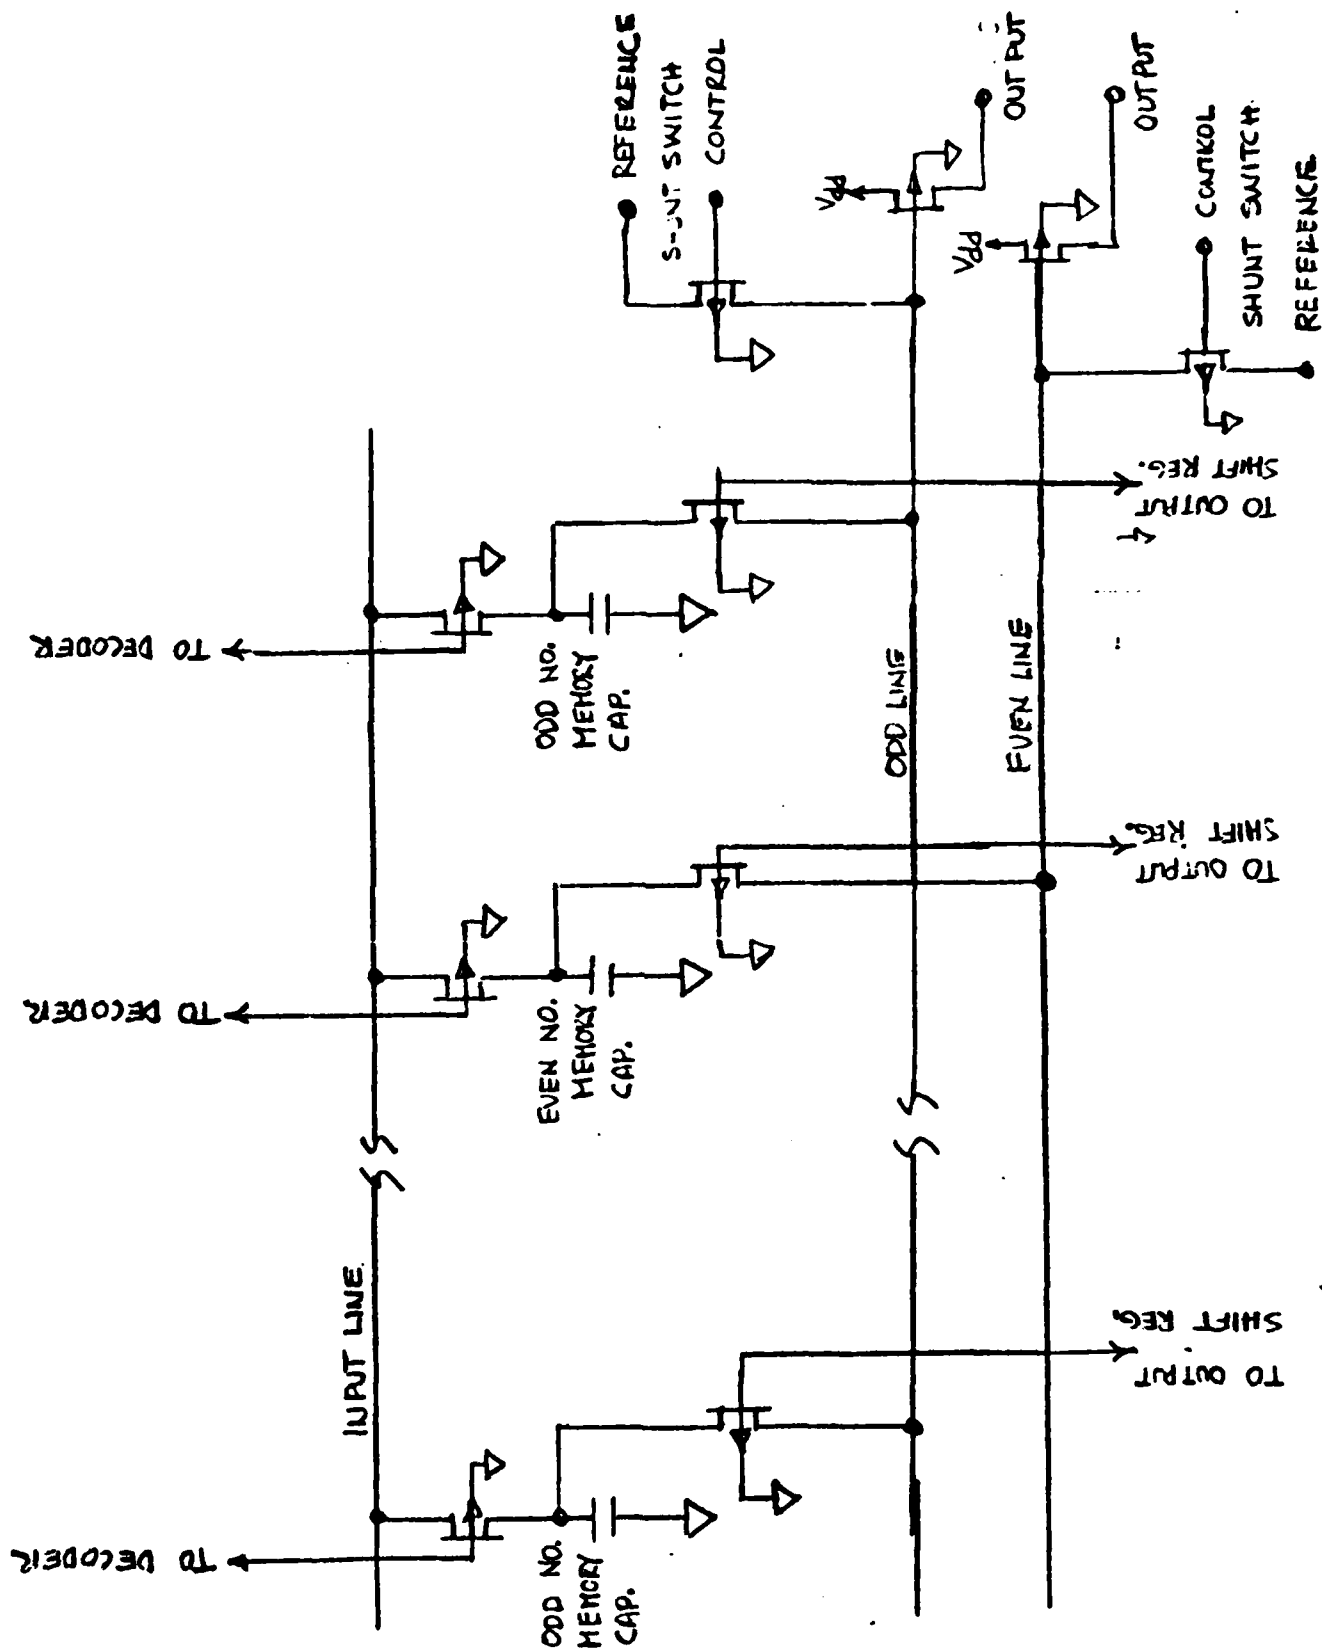 TO DECODER
TO DECODER
TO DECODER
INPUT LINE
ODD NO.
MEMORY
CAP.
EVEN NO.
MEMORY
CAP.
ODD NO.
MEMORY
CAP.
REFERENCE
S-UNT SWITCH
CONTROL
ODD LINE
EVEN LINE
Vdd
OUTPUT
Vdd
OUTPUT
CONTROL
SHUNT SWITCH
REFERENCE
TO OUTPUT
SHIFT REG
TO OUTPUT
SHIFT REG.
TO OUTPUT
SHIFT REG.